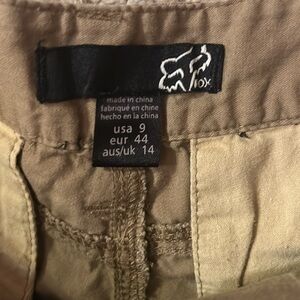 FOX
made in china
fabriqué en chine
hecho en la china
usa 9
eur 44
aus/uk 14